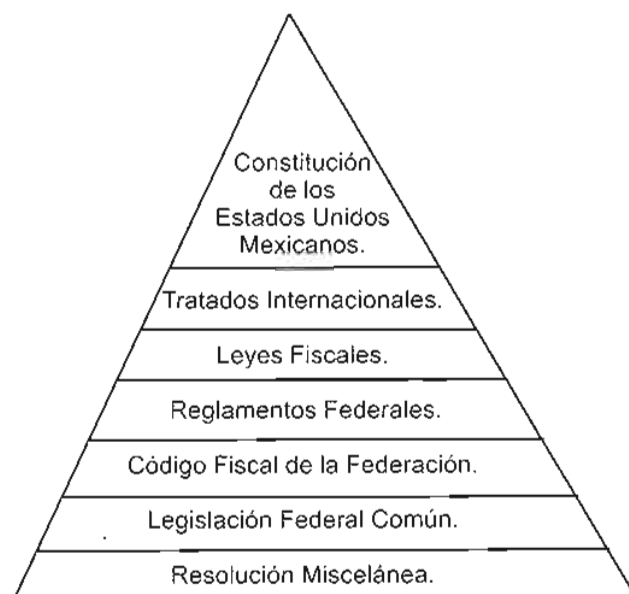 Constitución
de los
Estados Unidos
Mexicanos.
Tratados Internacionales.
Leyes Fiscales.
Reglamentos Federales.
Código Fiscal de la Federación.
Legislación Federal Común.
Resolución Miscelánea.